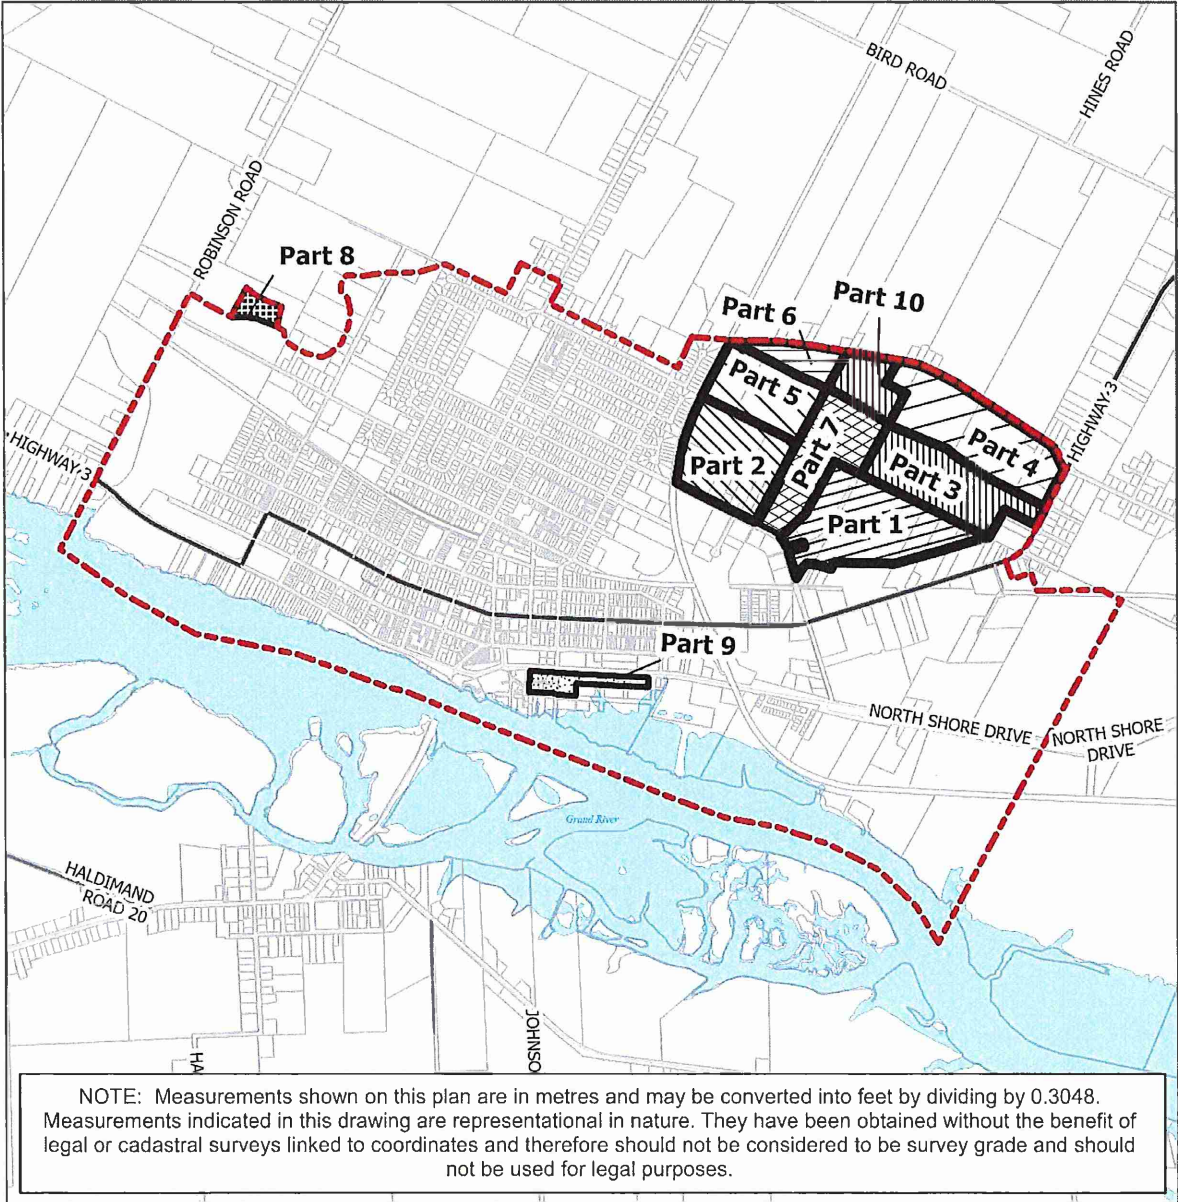 BIRD ROAD
HINES ROAD
ROBINSON ROAD
Part 8
Part 10
Part 6
Part 5
Part 7
Part 4
HIGHWAY 3
HIGHWAY 3
Part 2
Part 3
Part 1
Part 9
NORTH SHORE DRIVE
NORTH SHORE
DRIVE
Grand River
HALDIMAND
ROAD 20
HA
JOHNSO
NOTE: Measurements shown on this plan are in metres and may be converted into feet by dividing by 0.3048.
Measurements indicated in this drawing are representational in nature. They have been obtained without the benefit of
legal or cadastral surveys linked to coordinates and therefore should not be considered to be survey grade and should
not be used for legal purposes.